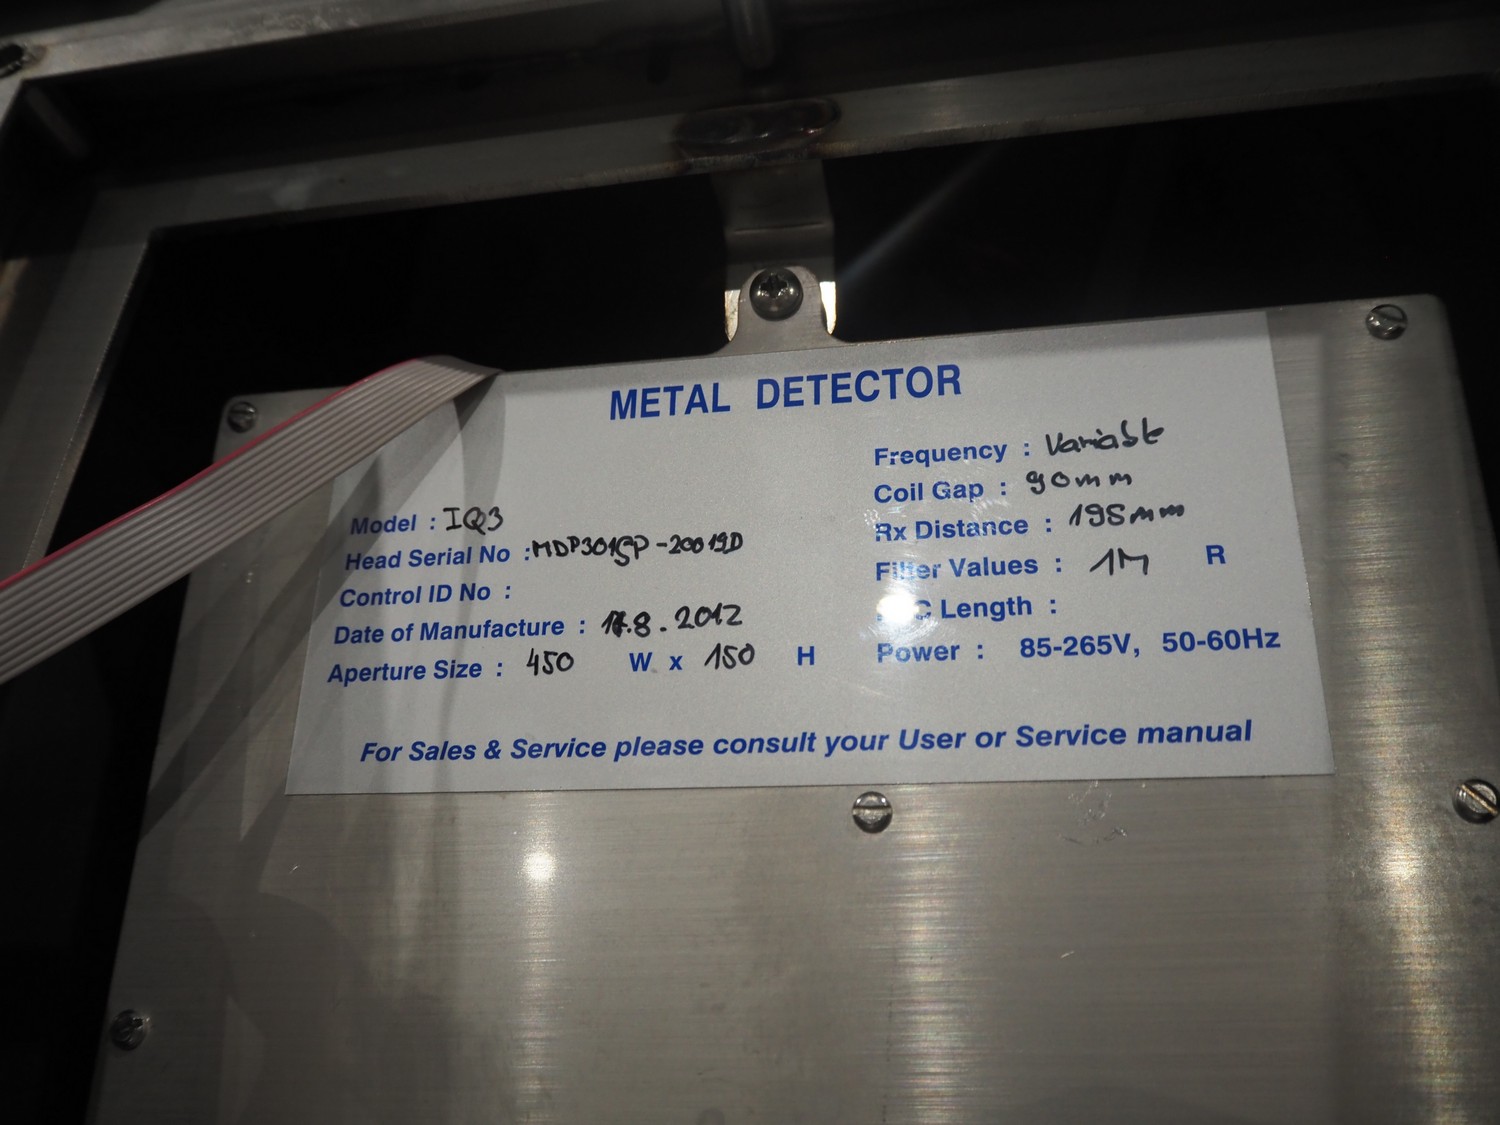 METAL DETECTOR
Model : IQ3
Head Serial No :
Control ID No :
Date of Manufacture : .8.2012
Aperture Size : 450 W x 150 H
Frequency : Variable
Coil Gap : 90mm
Rx Distance : 195mm
Filter Values : 1M R
Length :
Power : 85-265V, 50-60Hz
For Sales & Service please consult your User or Service manual